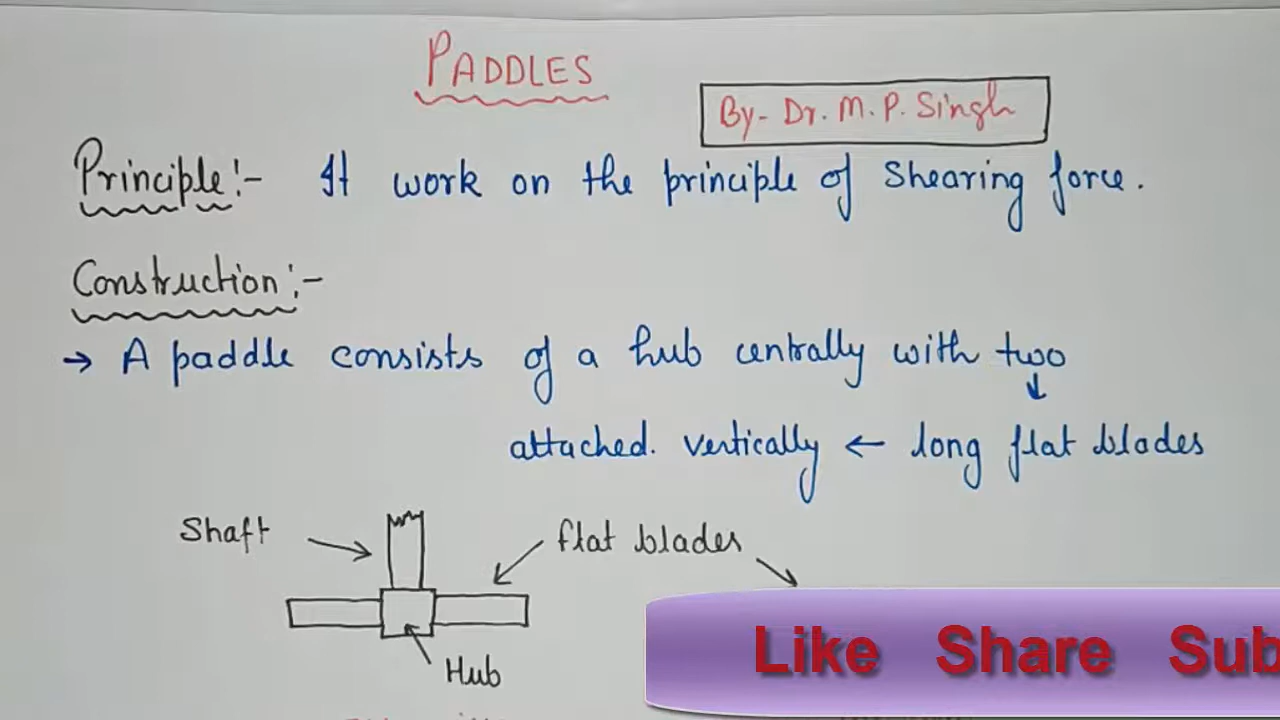 PADDLES
By- Dr. M. P. Singh
Principle:- It work on the principle of Shearing force.
Construction:-
→ A paddle consists of a hub centrally with two
attached. vertically ← long flat blades
Shaft
flat blades
Hub
Like Share Sub